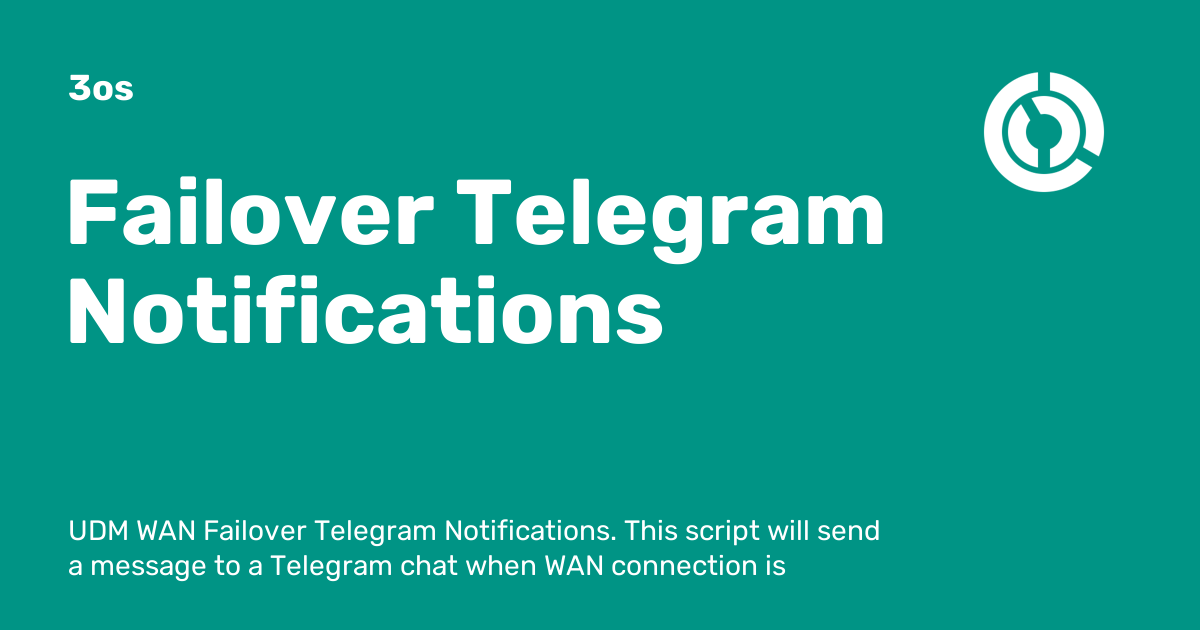 3os
Failover Telegram
Notifications
UDM WAN Failover Telegram Notifications. This script will send
a message to a Telegram chat when WAN connection is